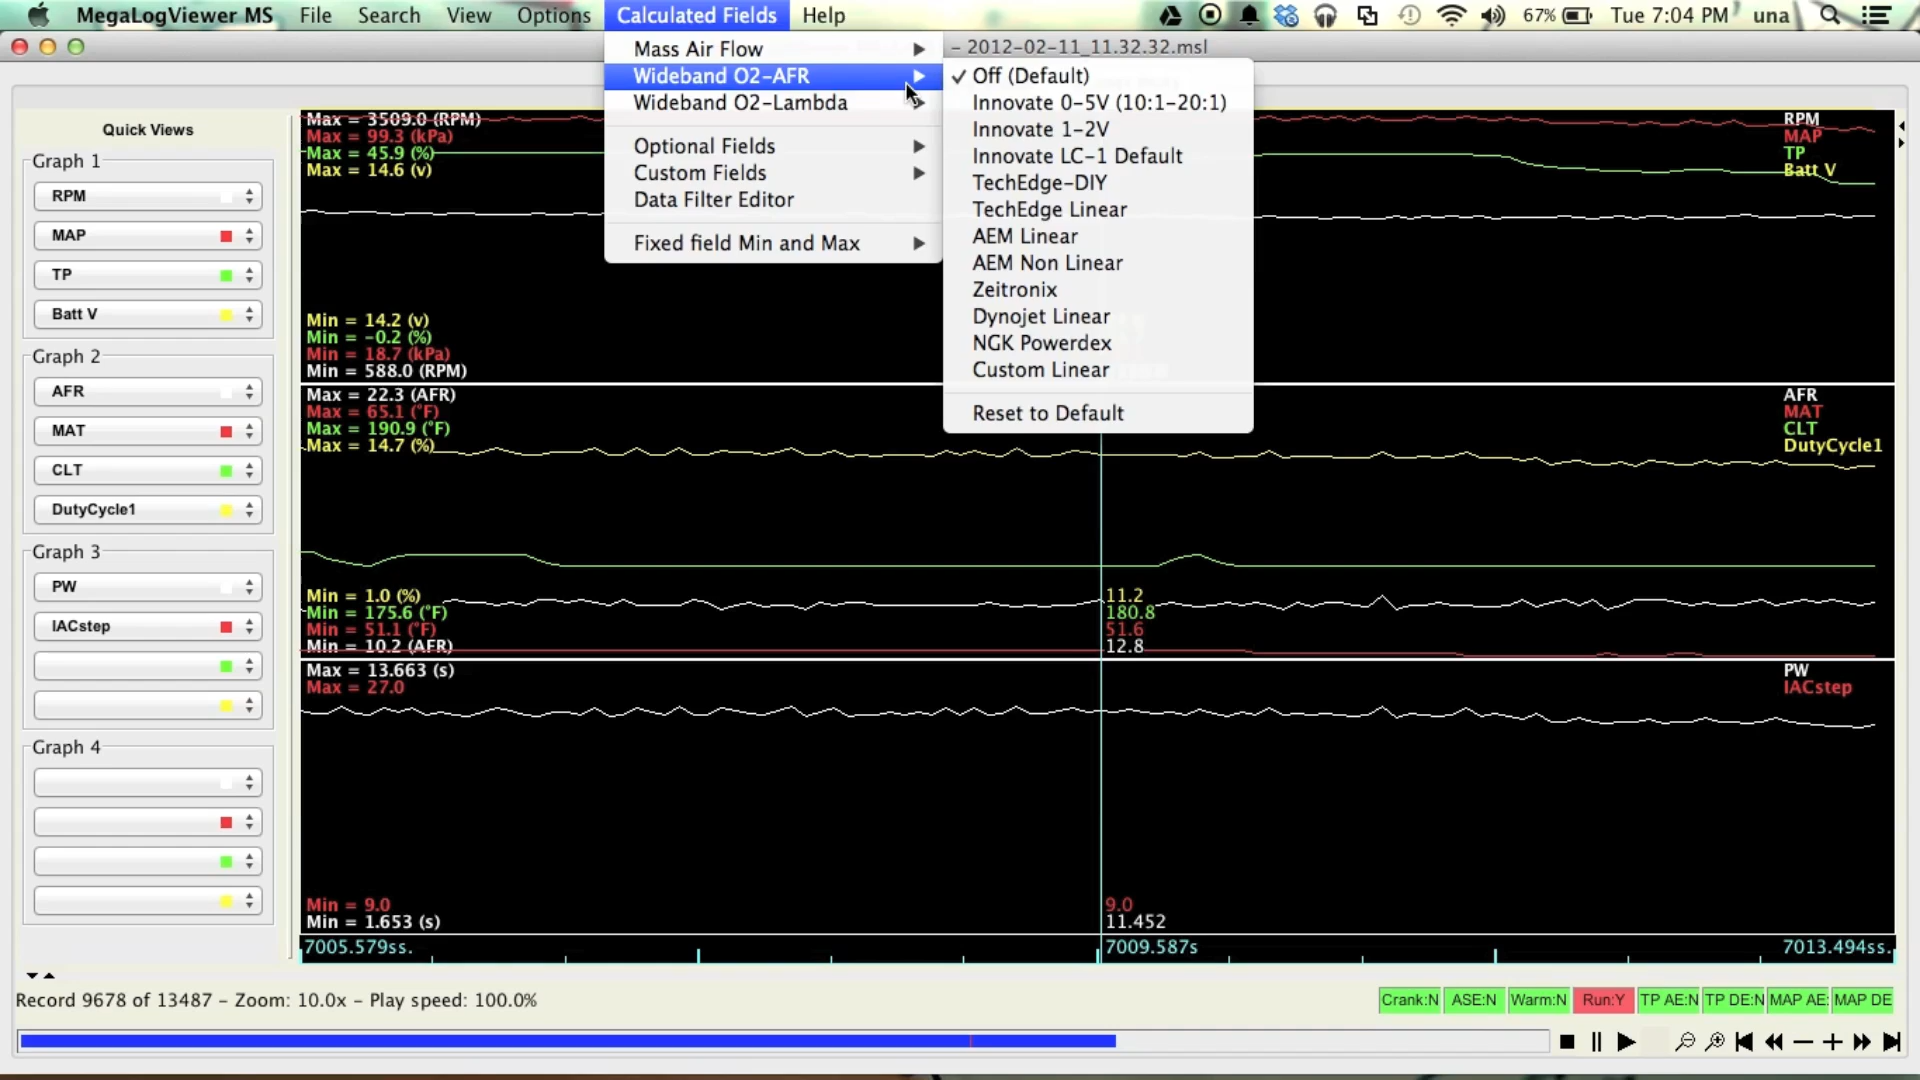 MegaLogViewer MS File Search View Options Calculated Fields Help 67% Tue 7:04 PM una
- 2012-02-11_11.32.32.msl
Mass Air Flow
Wideband O2-AFR
Wideband O2-Lambda
Optional Fields
Custom Fields
Data Filter Editor
Fixed field Min and Max
✓ Off (Default)
Innovate 0-5V (10:1-20:1)
Innovate 1-2V
Innovate LC-1 Default
TechEdge-DIY
TechEdge Linear
AEM Linear
AEM Non Linear
Zeitronix
Dynojet Linear
NGK Powerdex
Custom Linear
Reset to Default
Quick Views
Graph 1
RPM
MAP
TP
Batt V
Graph 2
AFR
MAT
CLT
DutyCycle1
Graph 3
PW
IACstep
Graph 4
Max = 3509.0 (RPM)
Max = 99.3 (kPa)
Max = 45.9 (%)
Max = 14.6 (v)
RPM
MAP
TP
Batt V
Min = 14.2 (v)
Min = -0.2 (%)
Min = 18.7 (kPa)
Min = 588.0 (RPM)
Max = 22.3 (AFR)
Max = 65.1 (°F)
Max = 190.9 (°F)
Max = 14.7 (%)
AFR
MAT
CLT
DutyCycle1
Min = 1.0 (%)
Min = 175.6 (°F)
Min = 51.1 (°F)
Min = 10.2 (AFR)
11.2
180.8
51.6
12.8
Max = 13.663 (s)
Max = 27.0
PW
IACstep
Min = 9.0
Min = 1.653 (s)
9.0
11.452
7005.579ss. 7009.587s 7013.494ss.
Record 9678 of 13487 - Zoom: 10.0x - Play speed: 100.0%
Crank:N ASE:N Warm:N Run:Y TP AE:N TP DE:N MAP AE: MAP DE